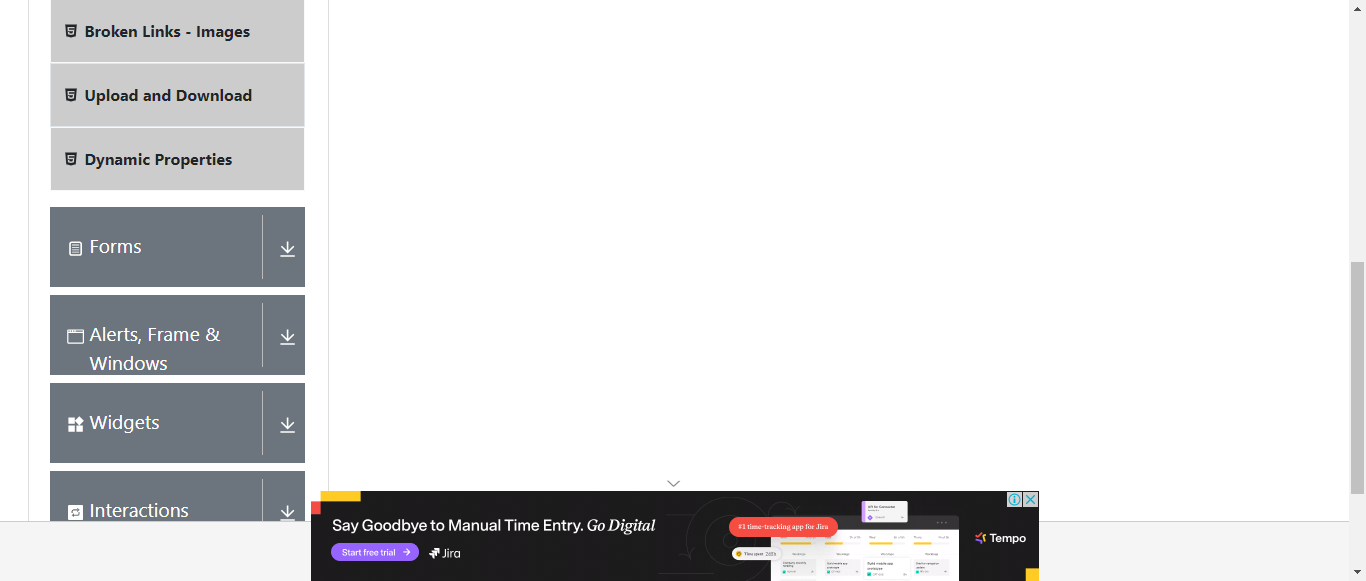 Broken Links - Images
Upload and Download
Dynamic Properties
Forms
Alerts, Frame &
Windows
Widgets
Interactions
Say Goodbye to Manual Time Entry. Go Digital
Start free trial
Jira
#1 time-tracking app for Jira
Tempo